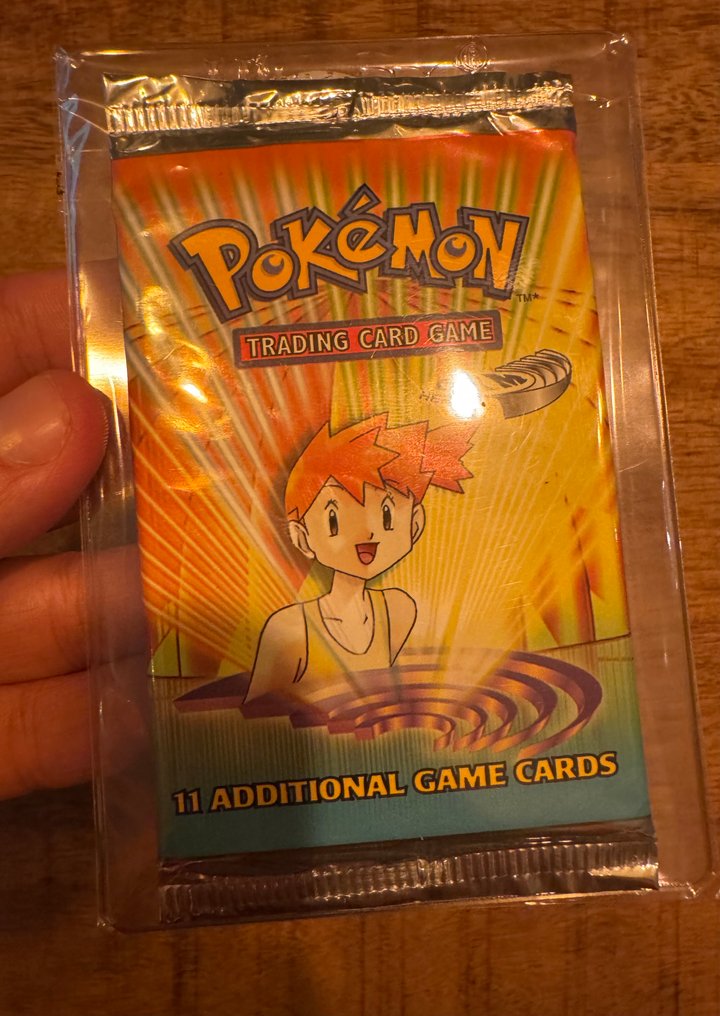 POKéMON
TM*
TRADING CARD GAME
11 ADDITIONAL GAME CARDS